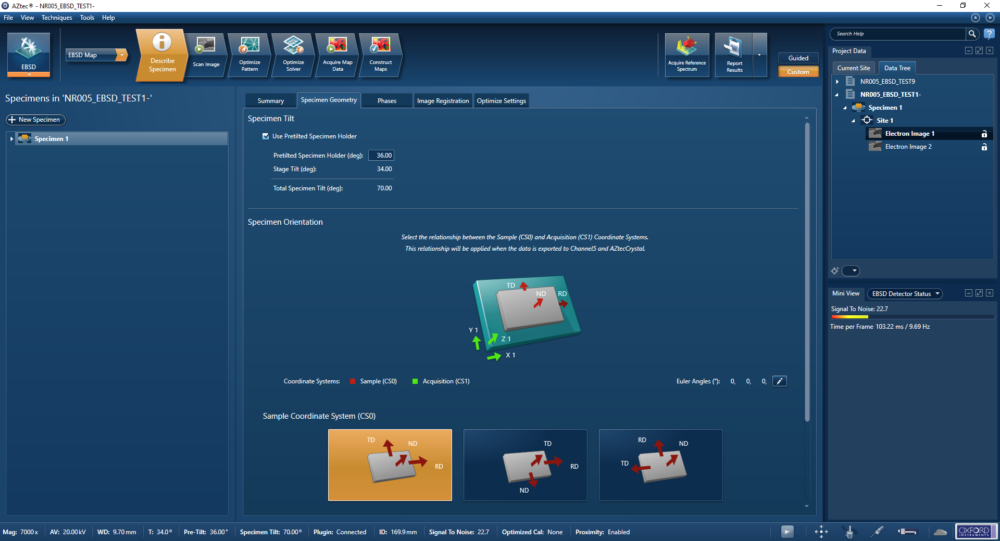 AZtec® - NR005_EBSD_TEST1-
File View Techniques Tools Help
EBSD
EBSD Map
Describe Specimen
Scan Image
Optimize Pattern
Optimize Solver
Acquire Map Data
Construct Maps
Acquire Reference Spectrum
Report Results
Guided
Custom
Search Help
?
Specimens in 'NR005_EBSD_TEST1-'
New Specimen
Specimen 1
Summary Specimen Geometry Phases Image Registration Optimize Settings
Specimen Tilt
Use Pretilted Specimen Holder
Pretilted Specimen Holder (deg): 36.00
Stage Tilt (deg): 34.00
Total Specimen Tilt (deg): 70.00
Specimen Orientation
Select the relationship between the Sample (CS0) and Acquisition (CS1) Coordinate Systems.
This relationship will be applied when the data is exported to Channel5 and AZtecCrystal.
TD
ND RD
Y 1
Z 1
X 1
Coordinate Systems: Sample (CS0) Acquisition (CS1) Euler Angles (°): 0, 0, 0,
Sample Coordinate System (CS0)
TD ND RD
TD RD ND
RD ND TD
Project Data
Current Site Data Tree
NR005_EBSD_TEST9
NR005_EBSD_TEST1-
Specimen 1
Site 1
Electron Image 1
Electron Image 2
Mini View EBSD Detector Status
Signal To Noise: 22.7
Time per Frame 103.22 ms / 9.69 Hz
Mag: 7000 x AV: 20.00 kV WD: 9.70 mm T: 34.0° Pre-Tilt: 36.00° Specimen Tilt: 70.00° Plugin: Connected ID: 169.9 mm Signal To Noise: 22.7 Optimized Cal: None Proximity: Enabled
OXFORD
INSTRUMENTS